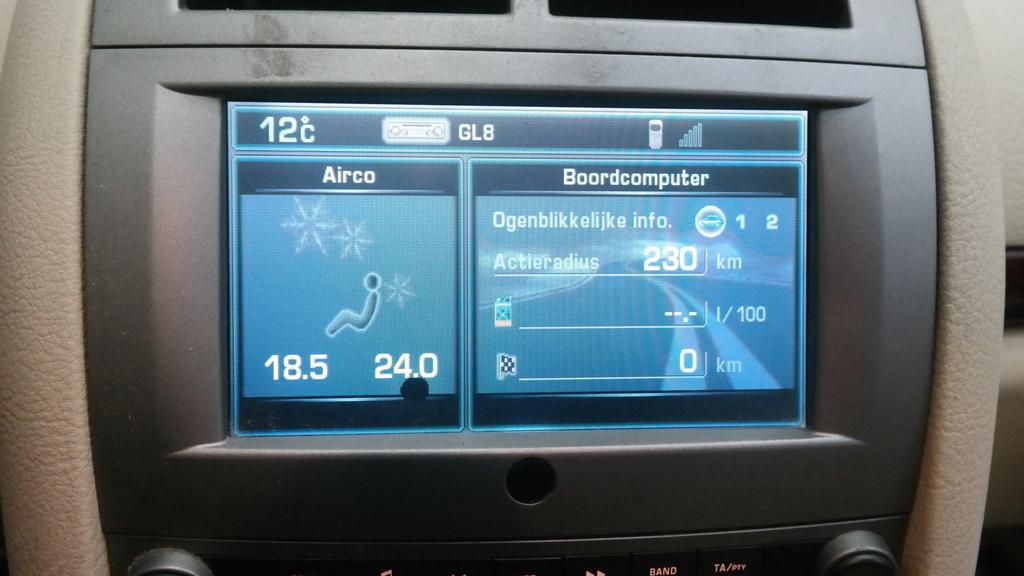 12°C GL8
Airco
18.5 24.0
Boordcomputer
Ogenblikkelijke info. 1 2
Actieradius 230 km
--.- l/100
0 km
BAND TA/PTY